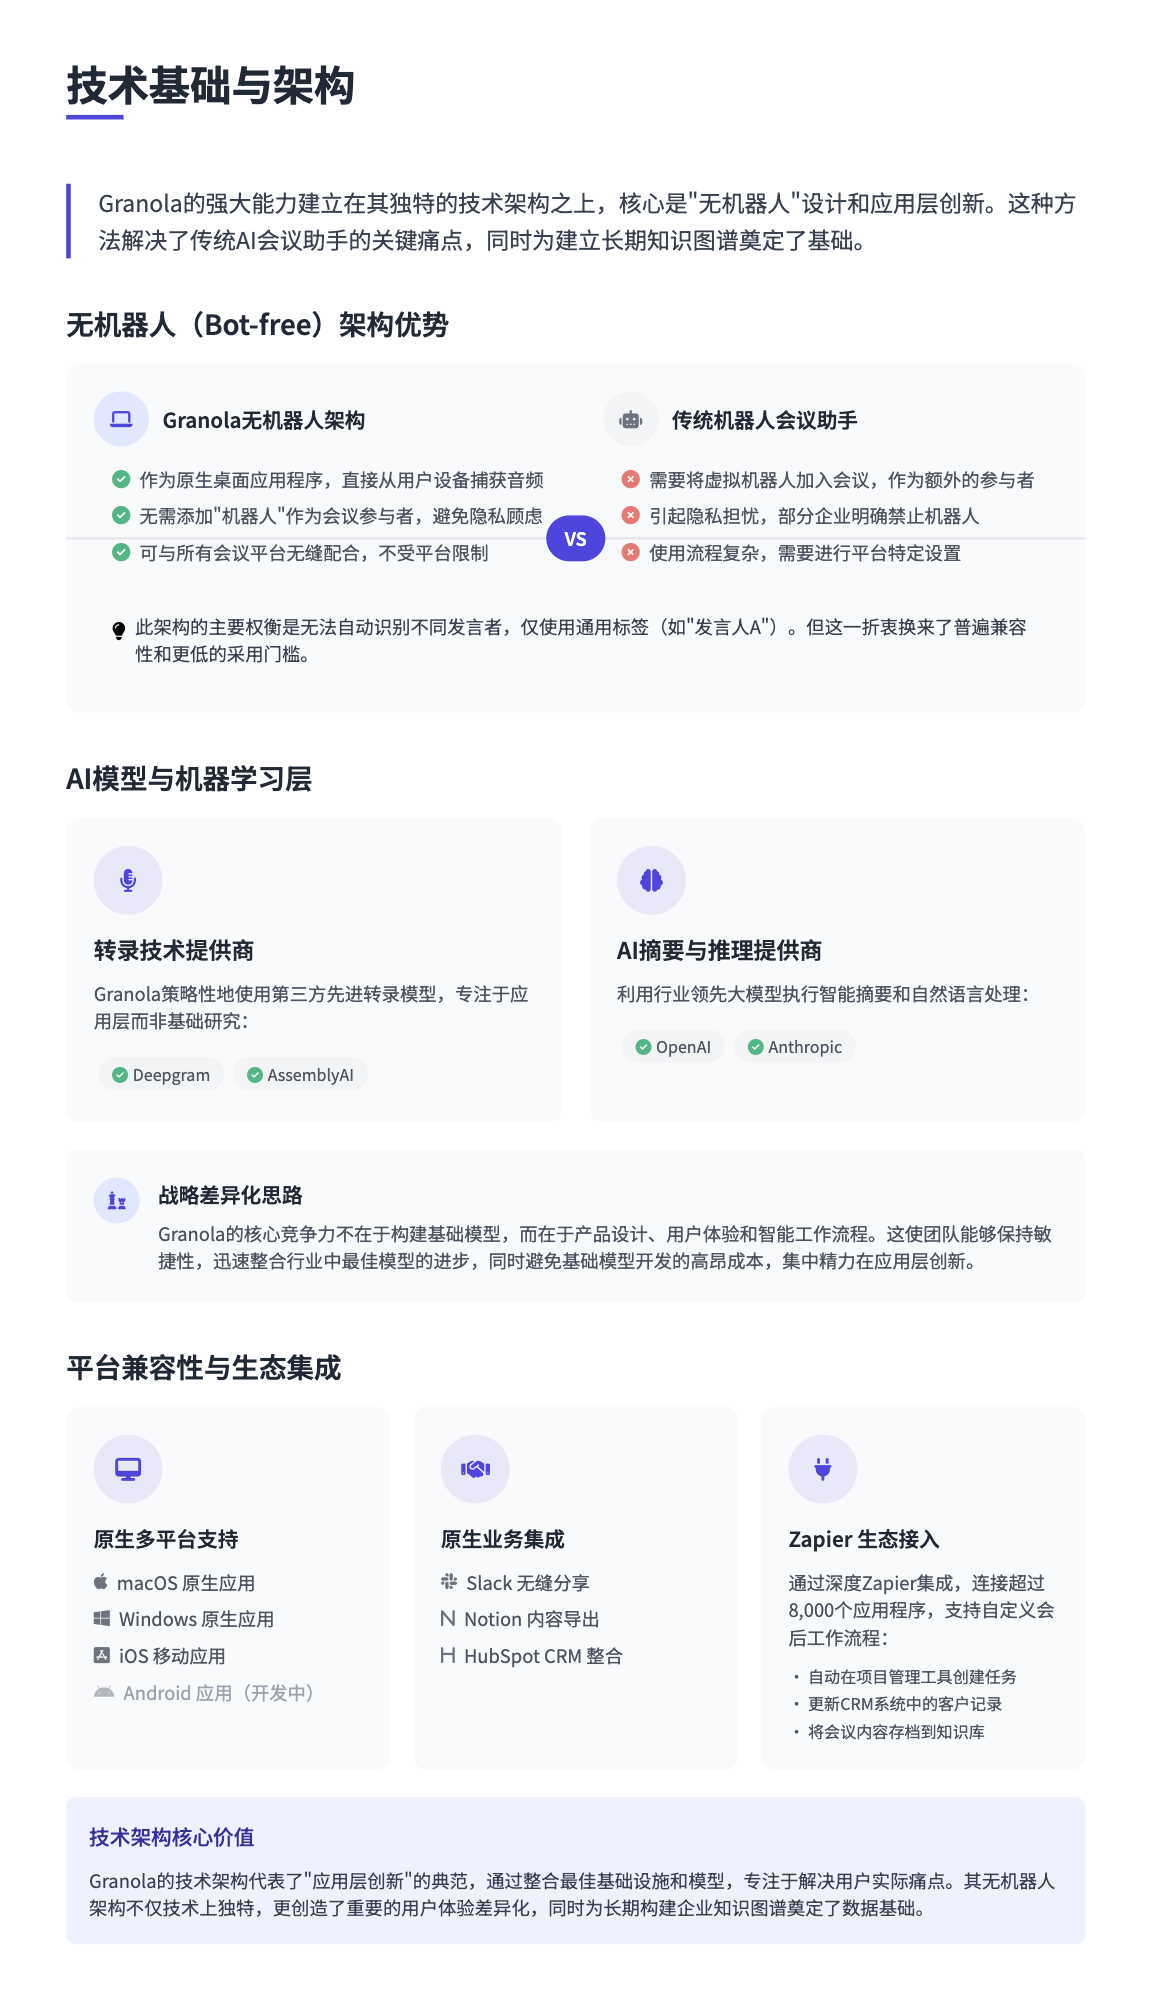 技术基础与架构
Granola的强大能力建立在其独特的技术架构之上，核心是"无机器人"设计和应用层创新。这种方
法解决了传统AI会议助手的关键痛点，同时为建立长期知识图谱奠定了基础。
无机器人（Bot-free）架构优势
Granola无机器人架构
作为原生桌面应用程序，直接从用户设备捕获音频
无需添加"机器人"作为会议参与者，避免隐私顾虑
可与所有会议平台无缝配合，不受平台限制
VS
传统机器人会议助手
需要将虚拟机器人加入会议，作为额外的参与者
引起隐私担忧，部分企业明确禁止机器人
使用流程复杂，需要进行平台特定设置
此架构的主要权衡是无法自动识别不同发言者，仅使用通用标签（如"发言人A"）。但这一折衷换来了普遍兼容
性和更低的采用门槛。
AI模型与机器学习层
转录技术提供商
Granola策略性地使用第三方先进转录模型，专注于应
用层而非基础研究：
Deepgram
AssemblyAI
AI摘要与推理提供商
利用行业领先大模型执行智能摘要和自然语言处理：
OpenAI
Anthropic
战略差异化思路
Granola的核心竞争力不在于构建基础模型，而在于产品设计、用户体验和智能工作流程。这使团队能够保持敏
捷性，迅速整合行业中最佳模型的进步，同时避免基础模型开发的高昂成本，集中精力在应用层创新。
平台兼容性与生态集成
原生多平台支持
macOS 原生应用
Windows 原生应用
iOS 移动应用
Android 应用（开发中）
原生业务集成
Slack 无缝分享
N Notion 内容导出
H HubSpot CRM 整合
Zapier 生态接入
通过深度Zapier集成，连接超过
8,000个应用程序，支持自定义会
后工作流程：
・ 自动在项目管理工具创建任务
・ 更新CRM系统中的客户记录
・ 将会议内容存档到知识库
技术架构核心价值
Granola的技术架构代表了"应用层创新"的典范，通过整合最佳基础设施和模型，专注于解决用户实际痛点。其无机器人
架构不仅技术上独特，更创造了重要的用户体验差异化，同时为长期构建企业知识图谱奠定了数据基础。